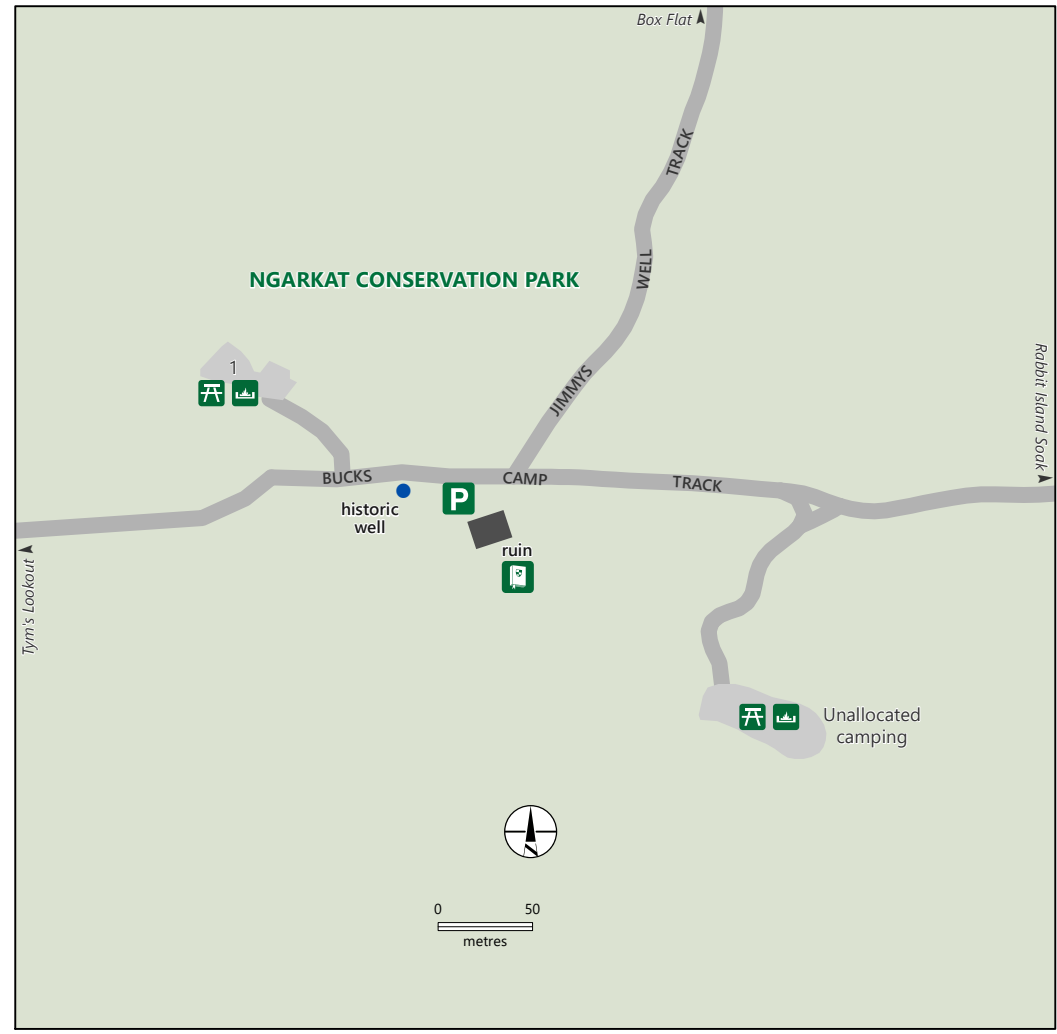 Box Flat
TRACK
WELL
JIMMYS
NGARKAT CONSERVATION PARK
1
Rabbit Island Soak
BUCKS CAMP TRACK
P
historic
well
ruin
Tym's Lookout
Unallocated
camping
N
0 50
metres